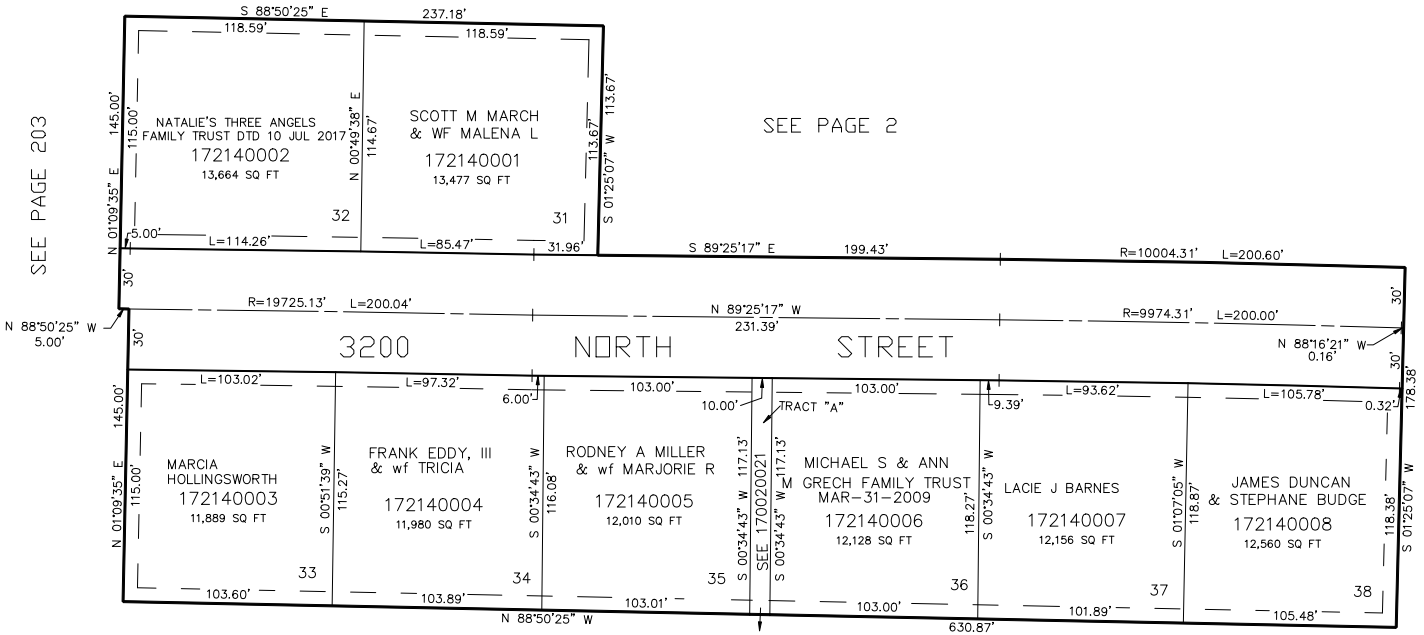 S 88°50'25" E 237.18'
118.59' 118.59'
SEE PAGE 203
N 01°09'35" E 145.00'
115.00'
NATALIE'S THREE ANGELS
FAMILY TRUST DTD 10 JUL 2017
172140002
13,664 SQ FT
32
N 00°49'38" E
114.67'
SCOTT M MARCH
& WF MALENA L
172140001
13,477 SQ FT
31
113.67'
S 01°25'07" W 113.67'
SEE PAGE 2
5.00' L=114.26' L=85.47' 31.96'
S 89°25'17" E 199.43' R=10004.31' L=200.60'
30' 30'
R=19725.13' L=200.04' N 89°25'17" W R=9974.31' L=200.00'
231.39'
N 88°50'25" W
5.00'
N 88°16'21" W
0.16'
30' 30'
3200 NORTH STREET
L=103.02' L=97.32' 6.00' 103.00' 10.00' 103.00' 9.39' L=93.62' L=105.78' 0.32'
178.38'
TRACT "A"
N 01°09'35" E 145.00'
115.00'
MARCIA
HOLLINGSWORTH
172140003
11,889 SQ FT
33
S 00°51'39" W
115.27'
FRANK EDDY, III
& wf TRICIA
172140004
11,980 SQ FT
34
S 00°34'43" W
116.08'
RODNEY A MILLER
& wf MARJORIE R
172140005
12,010 SQ FT
35
S 00°34'43" W 117.13'
SEE 170020021
S 00°34'43" W 117.13'
MICHAEL S & ANN
M GRECH FAMILY TRUST
MAR-31-2009
172140006
12,128 SQ FT
36
118.27'
S 00°34'43" W
LACIE J BARNES
172140007
12,156 SQ FT
37
S 01°07'05" W
118.87'
JAMES DUNCAN
& STEPHANE BUDGE
172140008
12,560 SQ FT
38
118.38'
S 01°25'07" W
103.60' 103.89' 103.01' 103.00' 101.89' 105.48'
N 88°50'25" W 630.87'